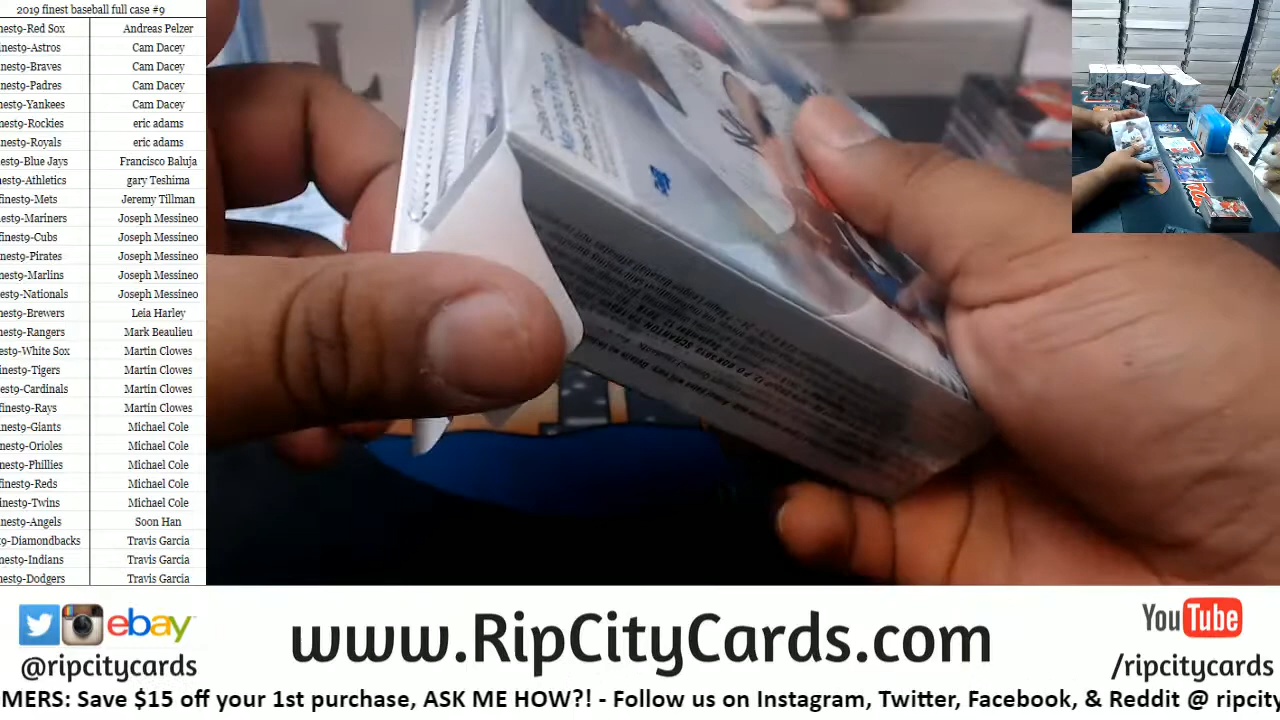 2019 finest baseball full case #9
nest9-Red Sox Andreas Pelzer
nest9-Astros Cam Dacey
nest9-Braves Cam Dacey
nest9-Padres Cam Dacey
est9-Yankees Cam Dacey
nest9-Rockies eric adams
nest9-Royals eric adams
est9-Blue Jays Francisco Baluja
est9-Athletics gary Teshima
finest9-Mets Jeremy Tillman
nest9-Mariners Joseph Messineo
finest9-Cubs Joseph Messineo
nest9-Pirates Joseph Messineo
nest9-Marlins Joseph Messineo
est9-Nationals Joseph Messineo
nest9-Brewers Leia Harley
nest9-Rangers Mark Beaulieu
est9-White Sox Martin Clowes
inest9-Tigers Martin Clowes
est9-Cardinals Martin Clowes
finest9-Rays Martin Clowes
nest9-Giants Michael Cole
nest9-Orioles Michael Cole
nest9-Phillies Michael Cole
finest9-Reds Michael Cole
inest9-Twins Michael Cole
nest9-Angels Soon Han
9-Diamondbacks Travis Garcia
nest9-Indians Travis Garcia
nest9-Dodgers Travis Garcia
ebay
@ripcitycards
www.RipCityCards.com
YouTube
/ripcitycards
MERS: Save $15 off your 1st purchase, ASK ME HOW?! - Follow us on Instagram, Twitter, Facebook, & Reddit @ ripcity